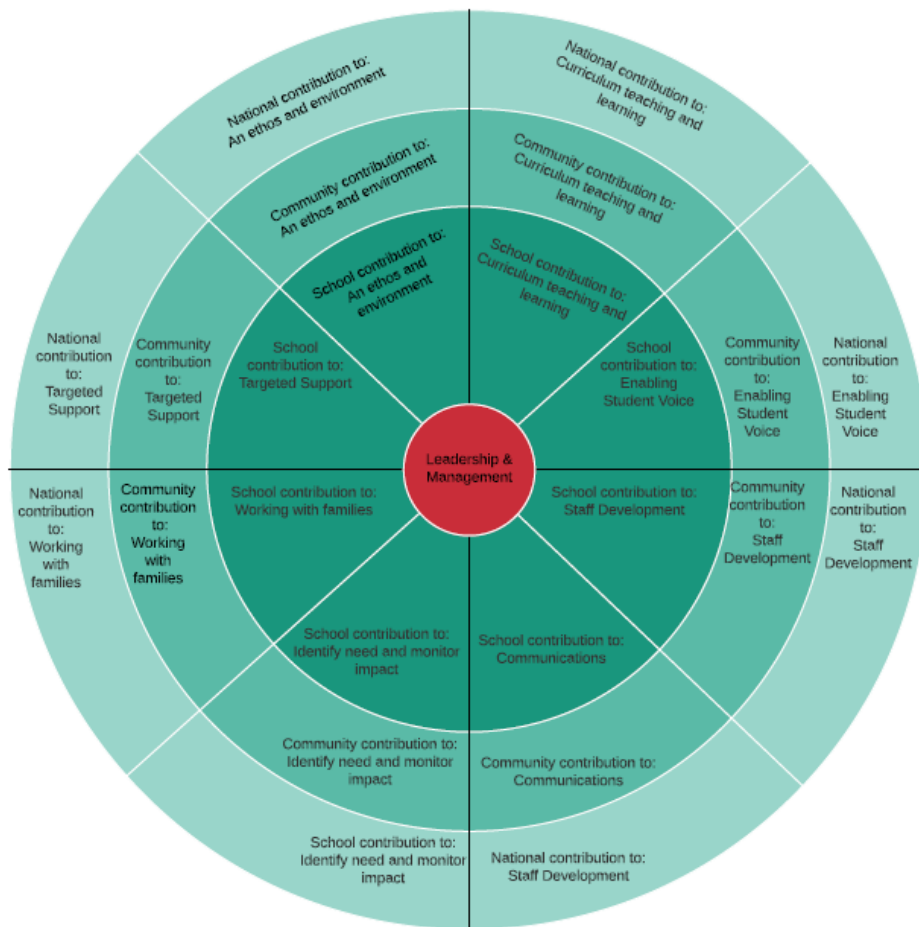 National contribution to:
An ethos and environment
National contribution to:
Curriculum teaching and
learning
Community contribution to:
An ethos and environment
Community contribution to:
Curriculum teaching and
learning
School contribution to:
An ethos and
environment
School contribution to:
Curriculum teaching and
learning
National
contribution
to:
Targeted
Support
Community
contribution
to:
Targeted
Support
School
contribution to:
Targeted Support
School
contribution to:
Enabling
Student Voice
Community
contribution
to:
Enabling
Student
Voice
National
contribution
to:
Enabling
Student
Voice
Leadership &
Management
National
contribution
to:
Working
with
families
Community
contribution
to:
Working
with
families
School contribution to:
Working with families
School contribution to:
Staff Development
Community
contribution
to:
Staff
Development
National
contribution
to:
Staff
Development
School contribution to:
Identify need and monitor
impact
School contribution to:
Communications
Community contribution to:
Identify need and monitor
impact
Community contribution to:
Communications
School contribution to:
Identify need and monitor
impact
National contribution to:
Staff Development